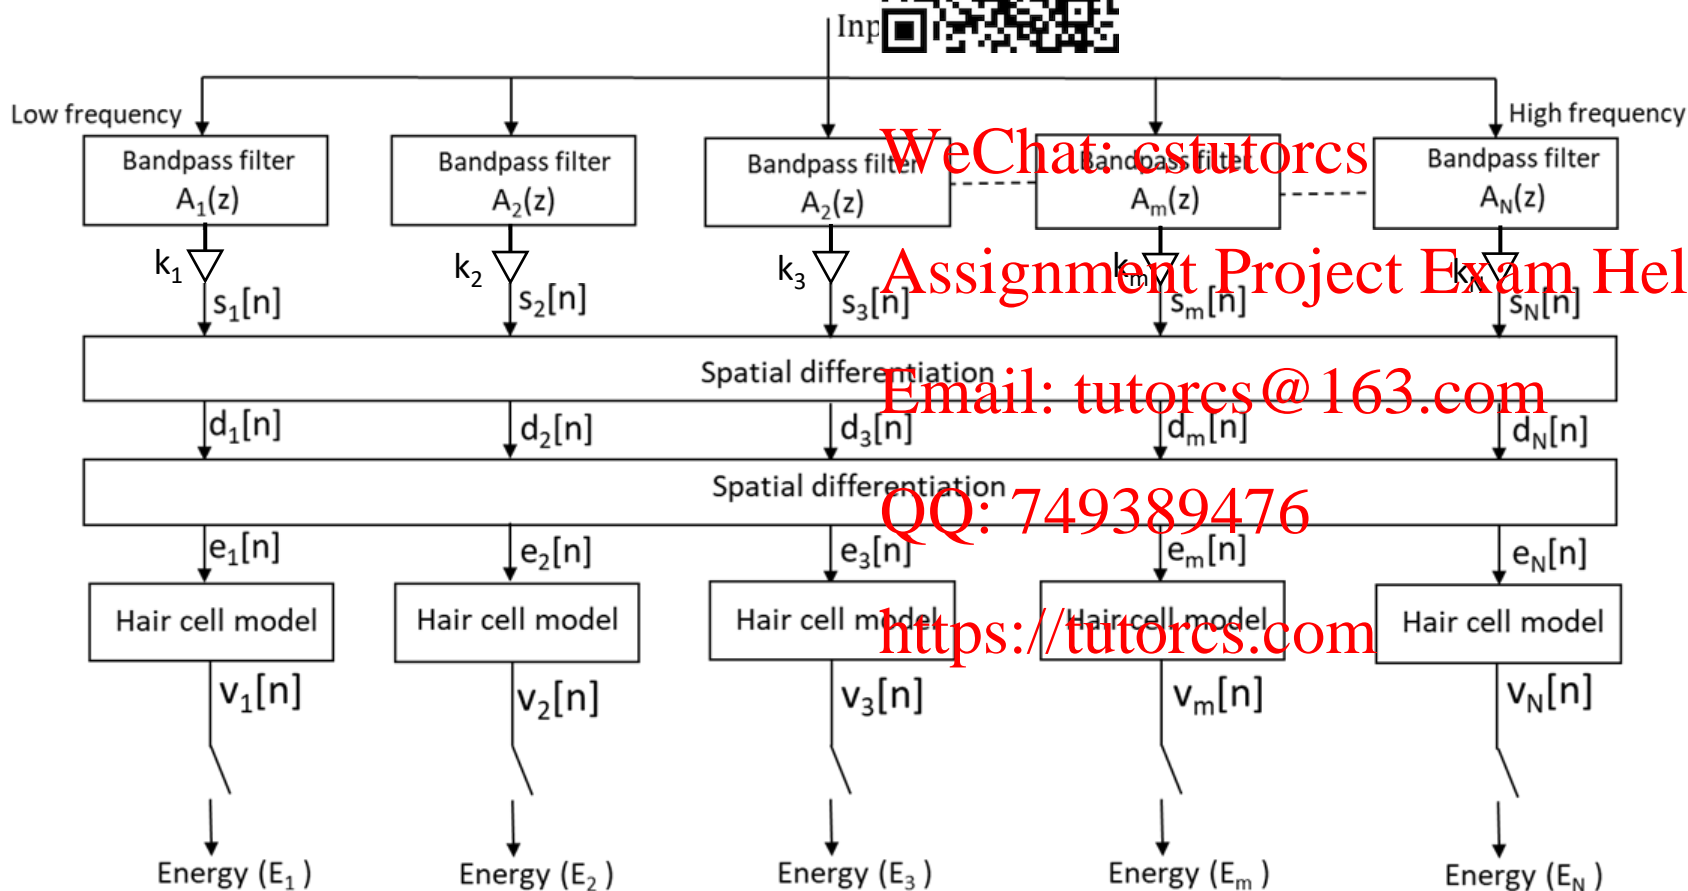 Inp
Low frequency
High frequency
Bandpass filter
A1(z)
Bandpass filter
A2(z)
Bandpass filter
A2(z)
Bandpass filter
Am(z)
Bandpass filter
AN(z)
WeChat: cstutorcs
k1
k2
k3
km
kN
Assignment Project Exam Hel
s1[n]
s2[n]
s3[n]
sm[n]
sN[n]
Spatial differentiation
Email: tutorcs@163.com
d1[n]
d2[n]
d3[n]
dm[n]
dN[n]
Spatial differentiation
QQ: 749389476
e1[n]
e2[n]
e3[n]
em[n]
eN[n]
Hair cell model
Hair cell model
Hair cell model
Hair cell model
Hair cell model
https://tutorcs.com
v1[n]
v2[n]
v3[n]
vm[n]
vN[n]
Energy (E1 )
Energy (E2 )
Energy (E3 )
Energy (Em )
Energy (EN )